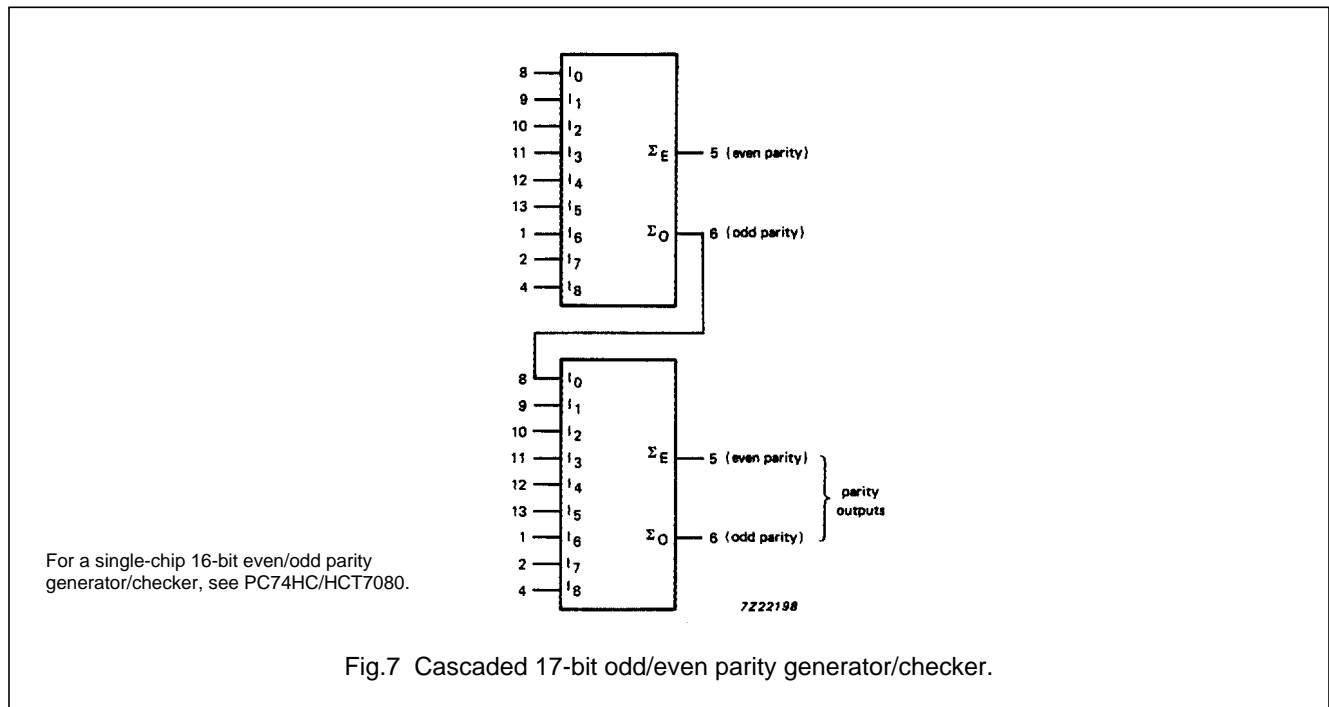 8 I0
9 I1
10 I2
11 I3 ΣE 5 (even parity)
12 I4
13 I5
1 I6 ΣO 6 (odd parity)
2 I7
4 I8
8 I0
9 I1
10 I2
11 I3 ΣE 5 (even parity)
12 I4
13 I5
parity
outputs
1 I6 ΣO 6 (odd parity)
2 I7
4 I8
For a single-chip 16-bit even/odd parity
generator/checker, see PC74HC/HCT7080.
7Z22198
Fig.7 Cascaded 17-bit odd/even parity generator/checker.